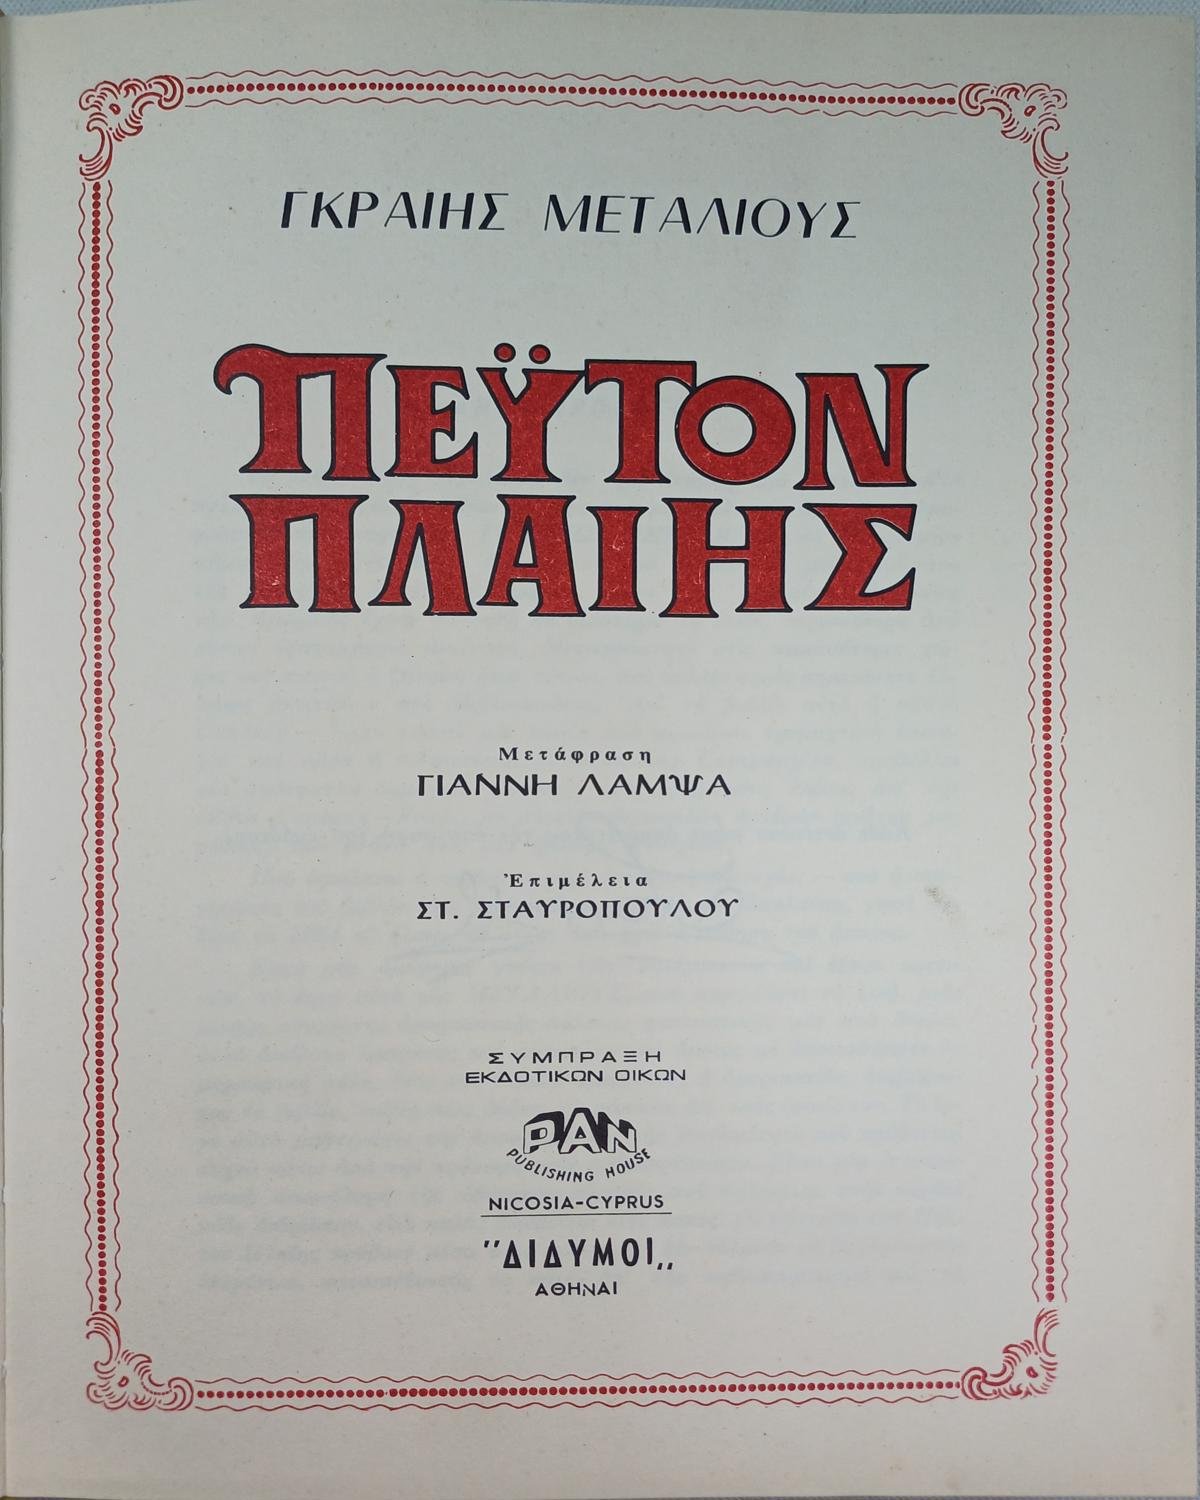 ΓΚΡΑΙΗΣ ΜΕΤΑΛΙΟΥΣ
ΠΕΫΤΟΝ
ΠΛΑΙΗΣ
Μετάφραση
ΓΙΑΝΝΗ ΛΑΜΨΑ
Ἐπιμέλεια
ΣΤ. ΣΤΑΥΡΟΠΟΥΛΟΥ
ΣΥΜΠΡΑΞΗ
ΕΚΔΟΤΙΚΩΝ ΟΙΚΩΝ
PAN
PUBLISHING HOUSE
NICOSIA-CYPRUS
"ΔΙΔΥΜΟΙ„
ΑΘΗΝΑΙ